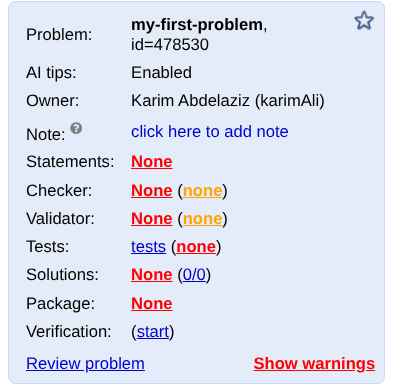 Problem: my-first-problem,
id=478530
AI tips: Enabled
Owner: Karim Abdelaziz (karimAli)
Note: ? click here to add note
Statements: None
Checker: None (none)
Validator: None (none)
Tests: tests (none)
Solutions: None (0/0)
Package: None
Verification: (start)
Review problem Show warnings